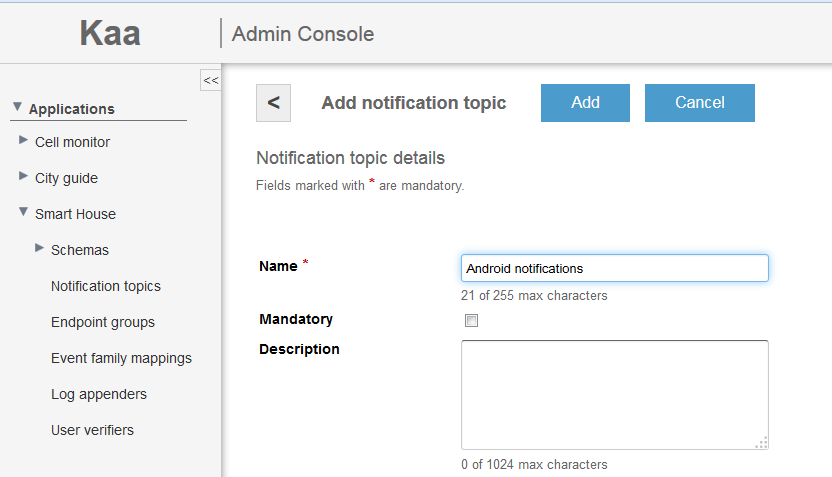 Kaa
Admin Console
<<
Applications
Cell monitor
City guide
Smart House
Schemas
Notification topics
Endpoint groups
Event family mappings
Log appenders
User verifiers
< Add notification topic Add Cancel
Notification topic details
Fields marked with * are mandatory.
Name * Android notifications
21 of 255 max characters
Mandatory
Description
0 of 1024 max characters